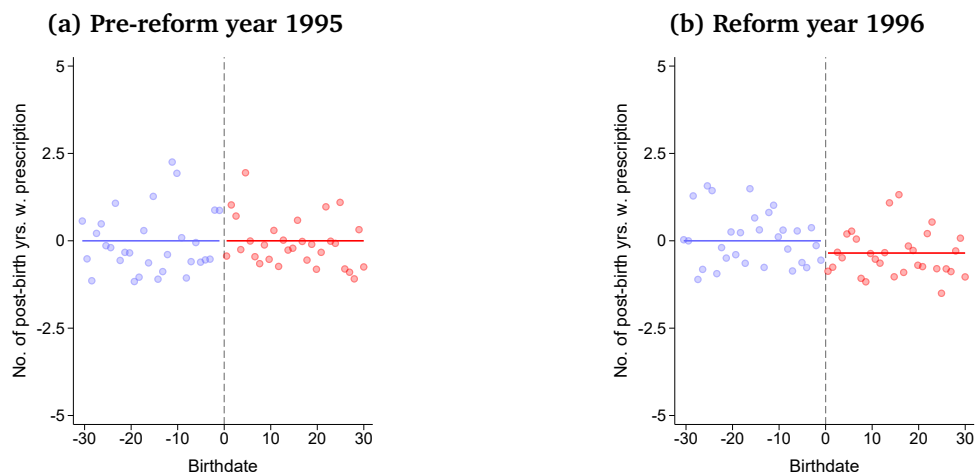 (a) Pre-reform year 1995
No. of post-birth yrs. w. prescription
5
2.5
0
-2.5
-5
-30 -20 -10 0 10 20 30
Birthdate
(b) Reform year 1996
No. of post-birth yrs. w. prescription
5
2.5
0
-2.5
-5
-30 -20 -10 0 10 20 30
Birthdate